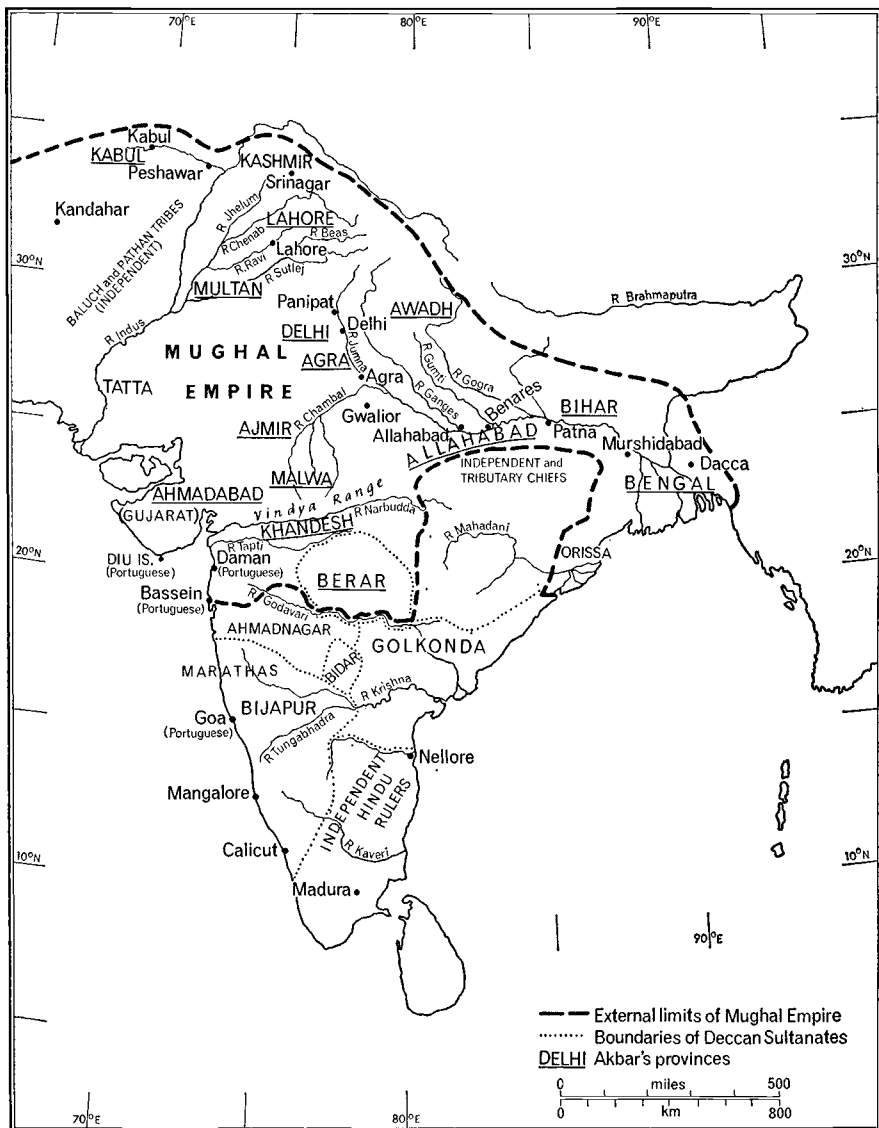 70°E
80°E
90°E
Kabul
KABUL
Peshawar
KASHMIR
Srinagar
Kandahar
R Jhelum
LAHORE
R Chenab
R Beas
Lahore
R. Ravi
R Sutlej
30°N
30°N
BALUCH and PATHAN TRIBES
(INDEPENDENT)
MULTAN
Panipat
AWADH
R Brahmaputra
R Indus
DELHI
Delhi
MUGHAL
EMPIRE
R Jumna
R Gumti
R Gogra
AGRA
Agra
TATTA
R Ganges
R Chambal
Benares
BIHAR
Gwalior
AJMIR
Allahabad
ALLAHABAD
Patna
Murshidabad
INDEPENDENT and
TRIBUTARY CHIEFS
Dacca
MALWA
BENGAL
AHMADABAD
(GUJARAT)
Vindya Range
R Narbudda
KHANDESH
R Mahadani
R Tapti
ORISSA
20°N
20°N
DIU IS.
(Portuguese)
Daman
(Portuguese)
BERAR
Bassein
(Portuguese)
R. Godavari
AHMADNAGAR
GOLKONDA
MARATHAS
BIDAR
R Krishna
BIJAPUR
Goa
(Portuguese)
R Tungabhadra
Nellore
INDEPENDENT
HINDU
RULERS
Mangalore
Calicut
R Kaveri
10°N
10°N
Madura
90°E
External limits of Mughal Empire
Boundaries of Deccan Sultanates
DELHI Akbar's provinces
0 miles 500
0 km 800
70°E
80°E